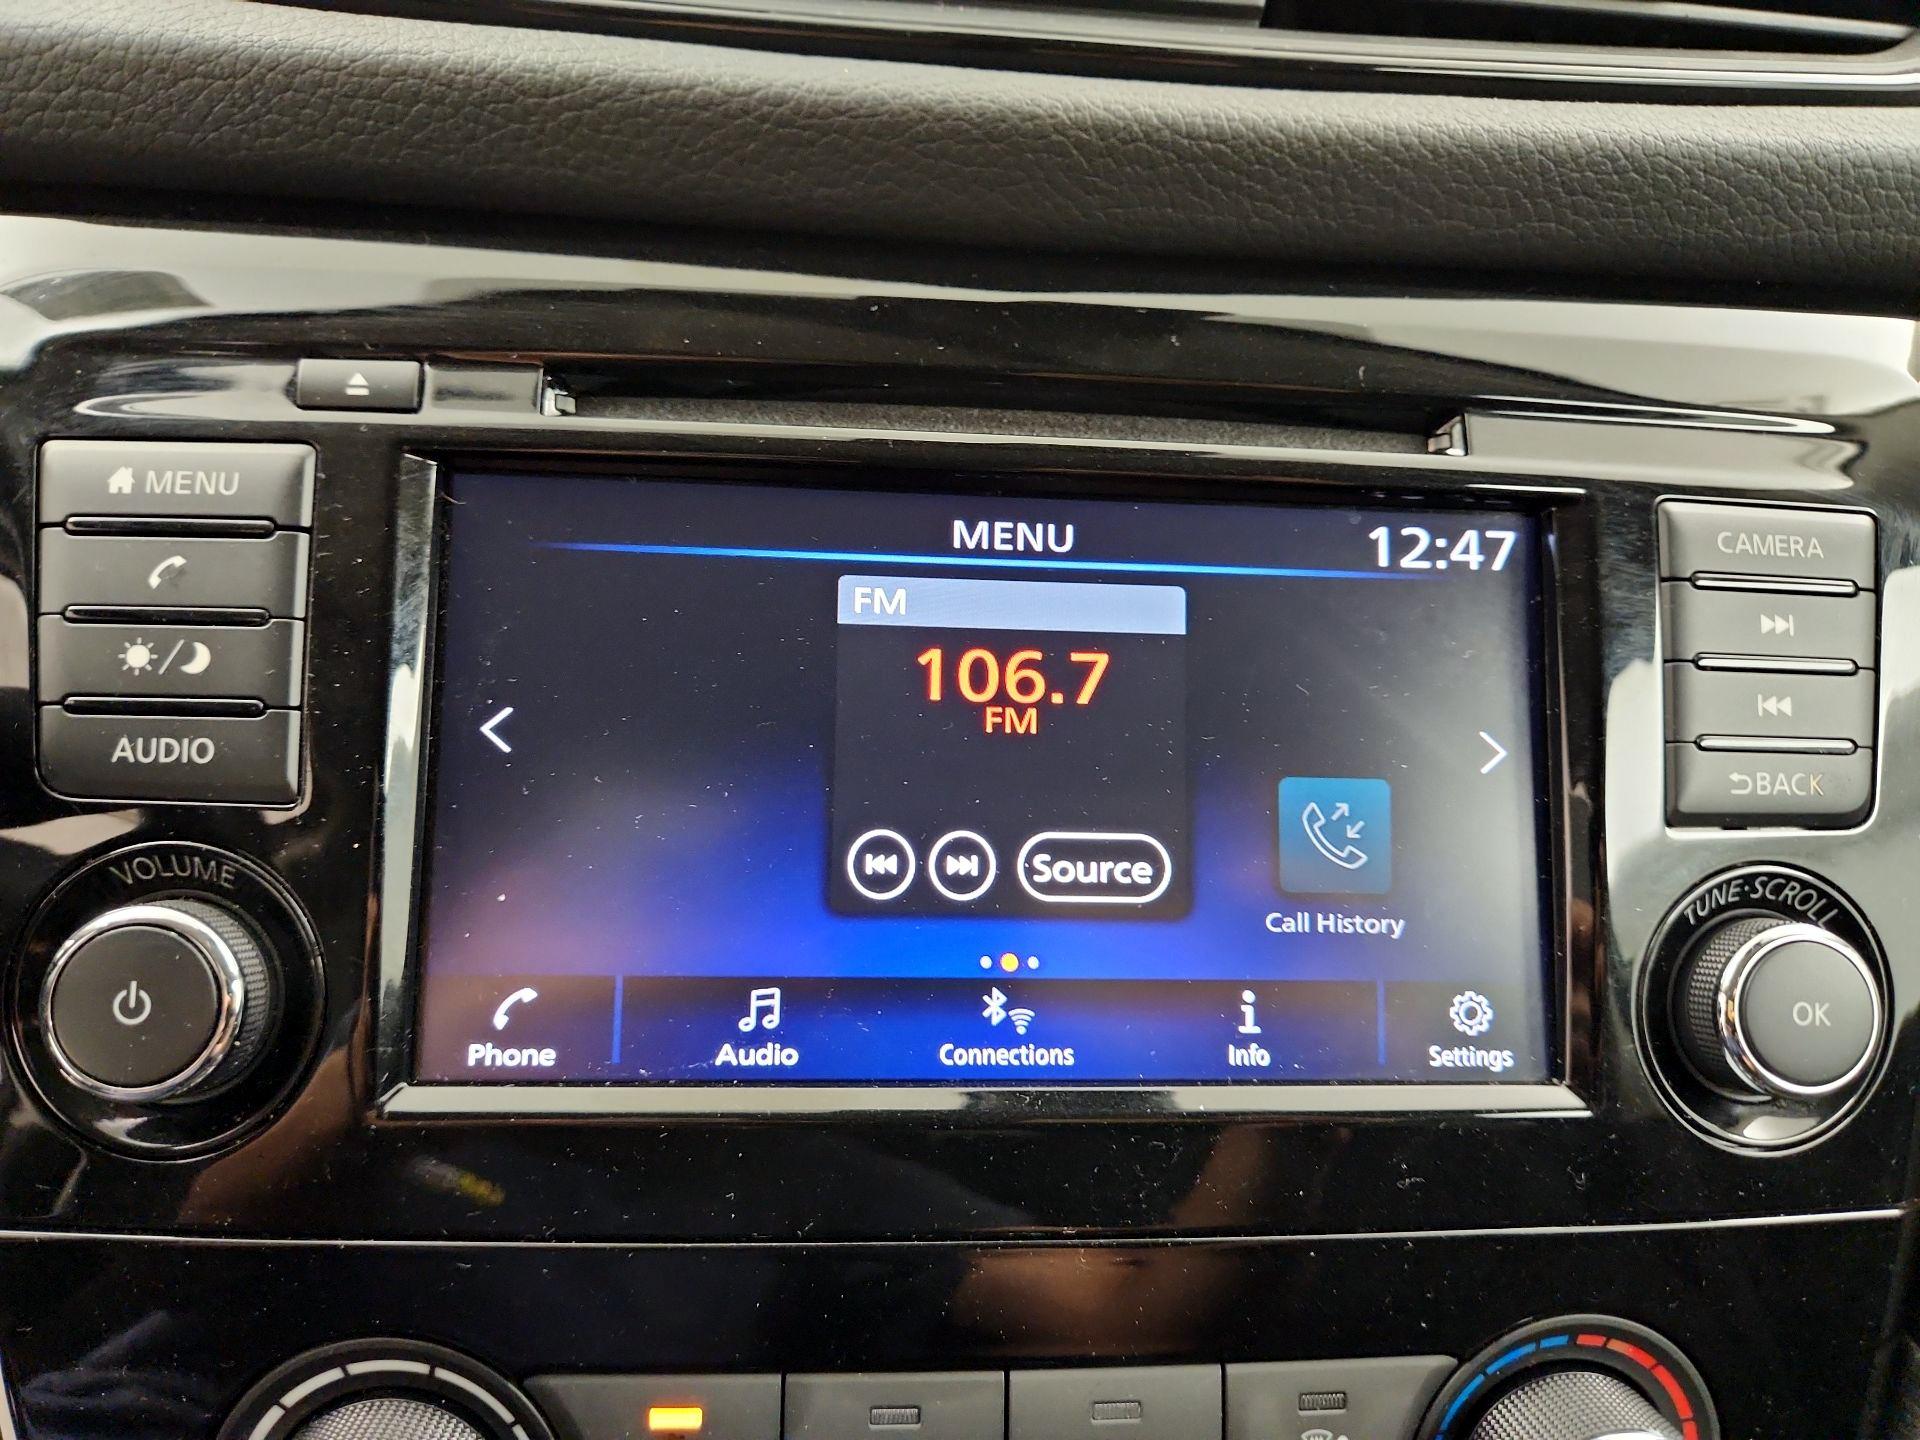 MENU
AUDIO
VOLUME
MENU
12:47
FM
106.7
FM
Source
Call History
Phone
Audio
Connections
Info
Settings
CAMERA
BACK
TUNE·SCROLL
OK